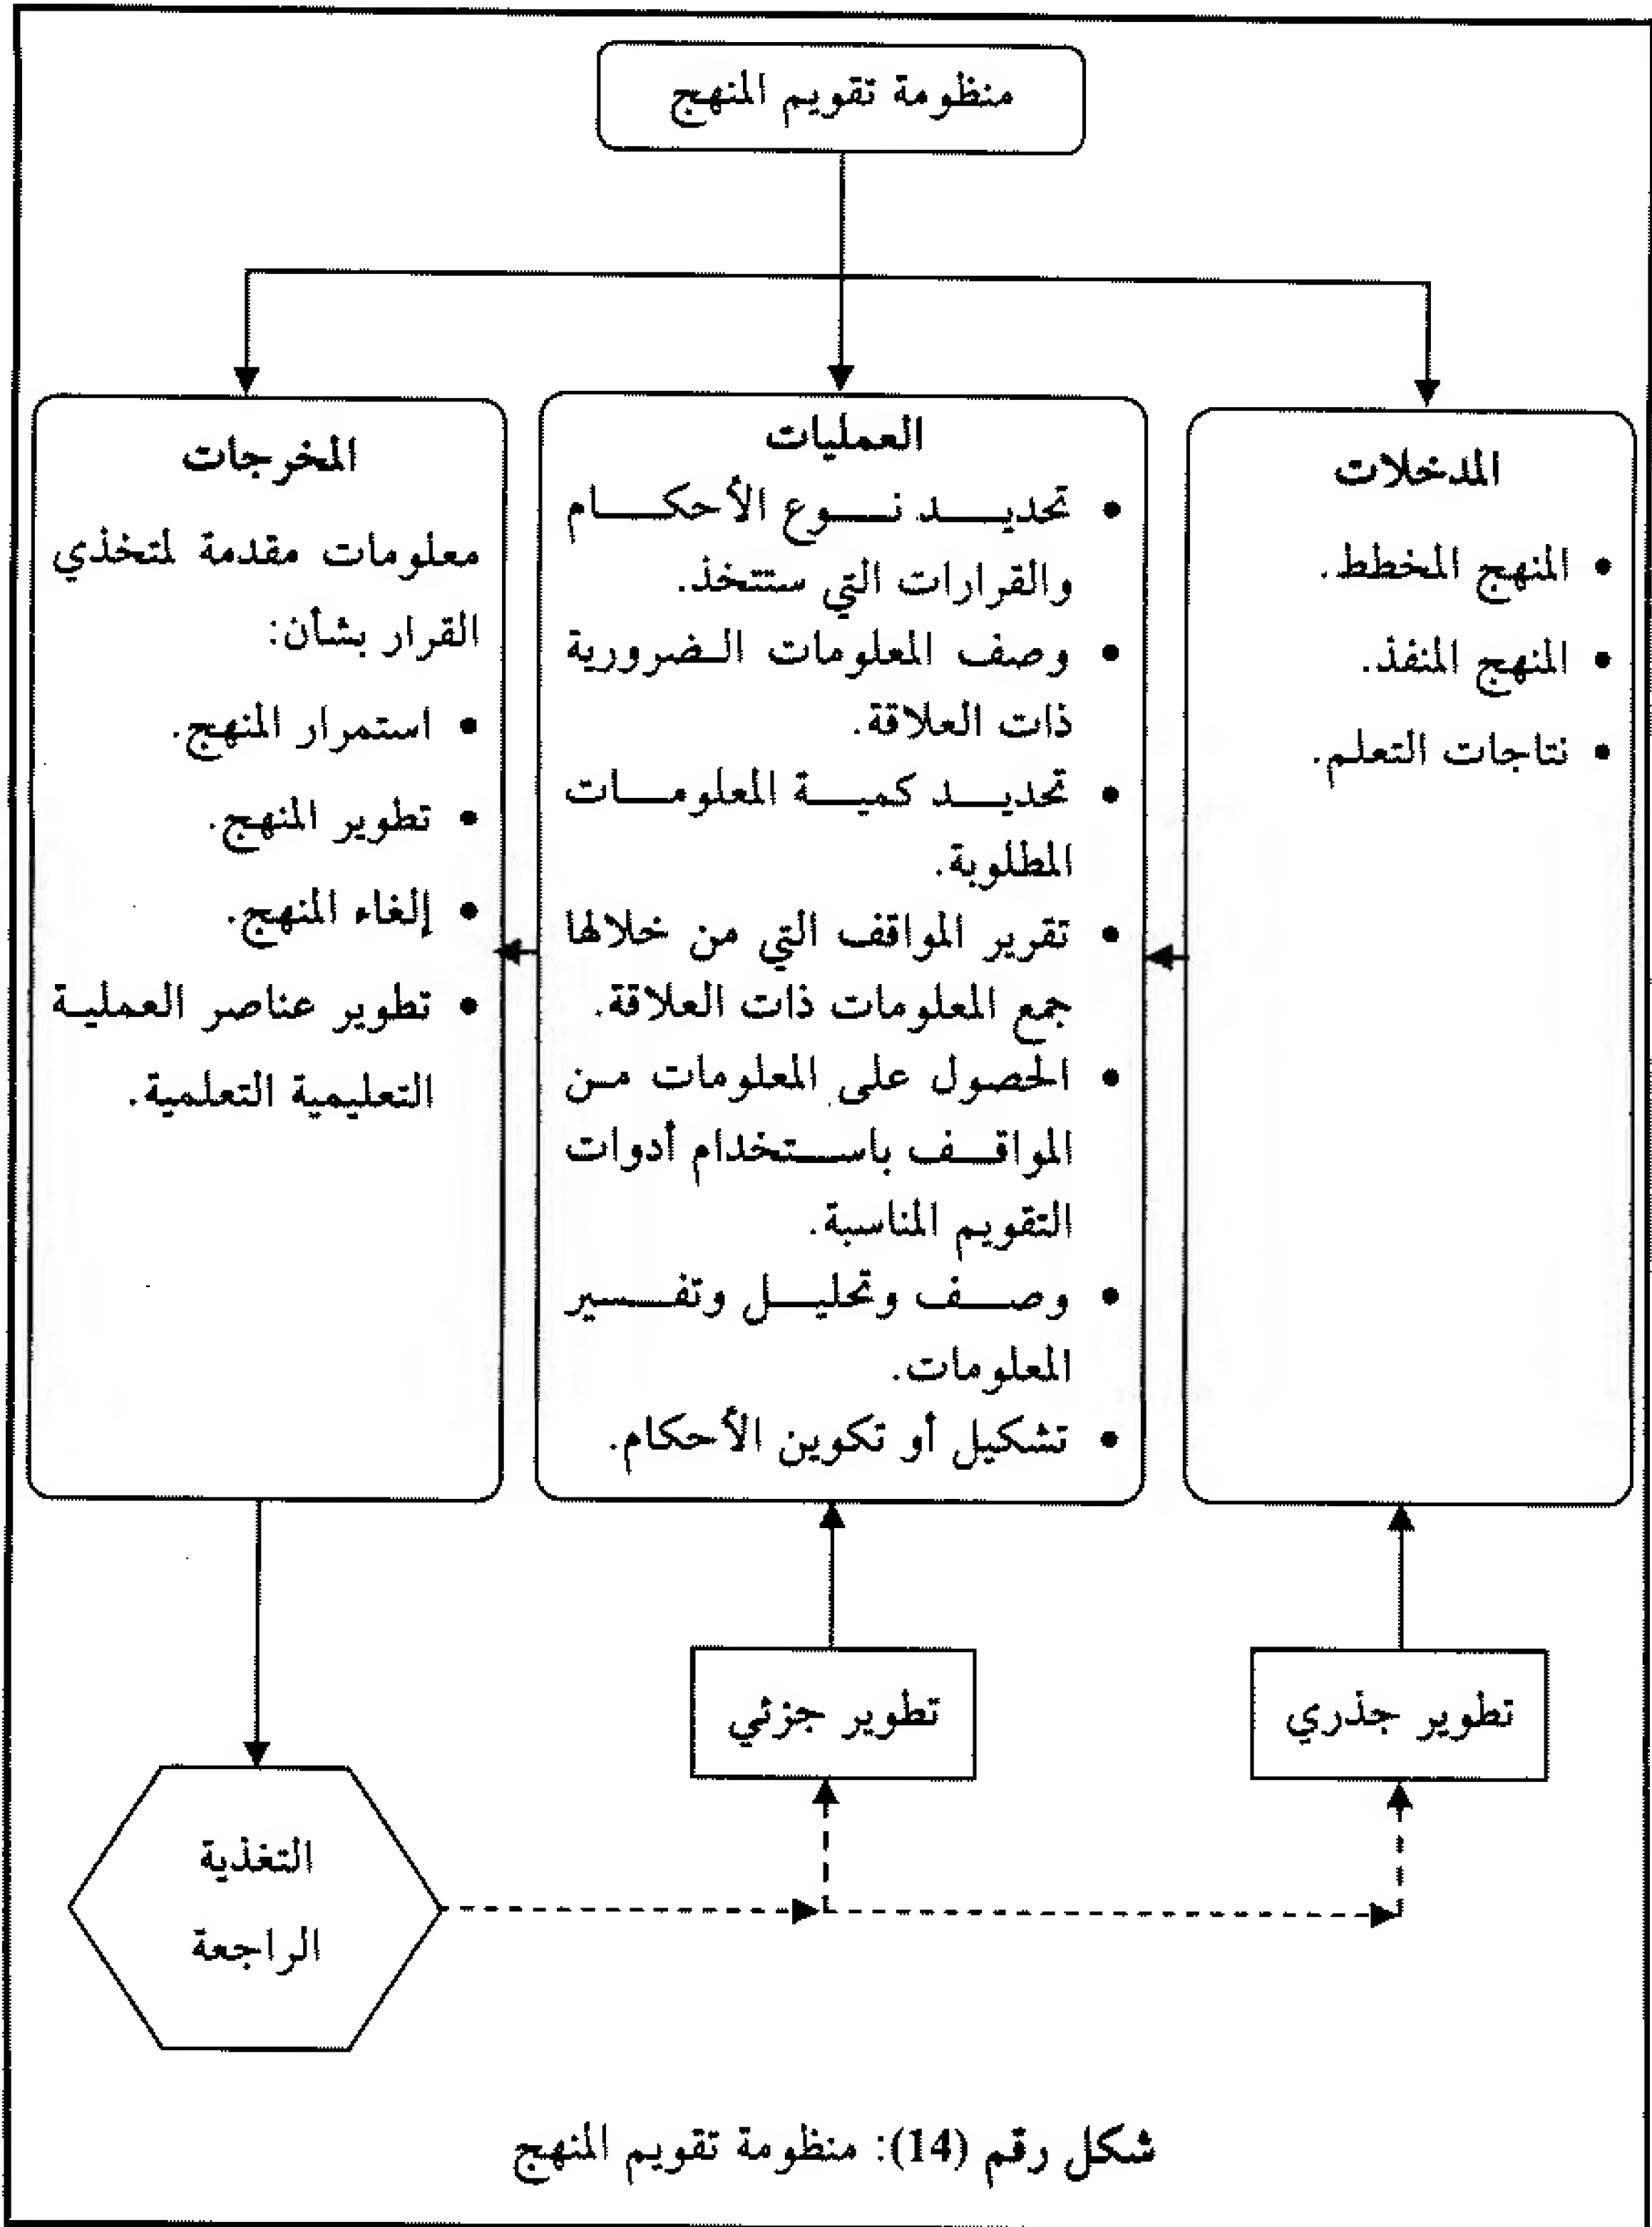 منظومة تقويم المنهج
المدخلات
• المنهج المخطط.
• المنهج المنفذ.
• نتاجات التعلم.
العمليات
• تحديد نوع الأحكام
والقرارات التي ستتخذ.
• وصف المعلومات الضرورية
ذات العلاقة.
• تحديد كمية المعلومات
المطلوبة.
• تقرير المواقف التي من خلالها
جمع المعلومات ذات العلاقة.
• الحصول على المعلومات من
المواقف باستخدام أدوات
التقويم المناسبة.
• وصف وتحليل وتفسير
المعلومات.
• تشكيل أو تكوين الأحكام.
المخرجات
معلومات مقدمة لمتخذي
القرار بشأن:
• استمرار المنهج.
• تطوير المنهج.
• إلغاء المنهج.
• تطوير عناصر العملية
التعليمية التعلمية.
تطوير جذري
تطوير جزئي
التغذية
الراجعة
شكل رقم (14): منظومة تقويم المنهج